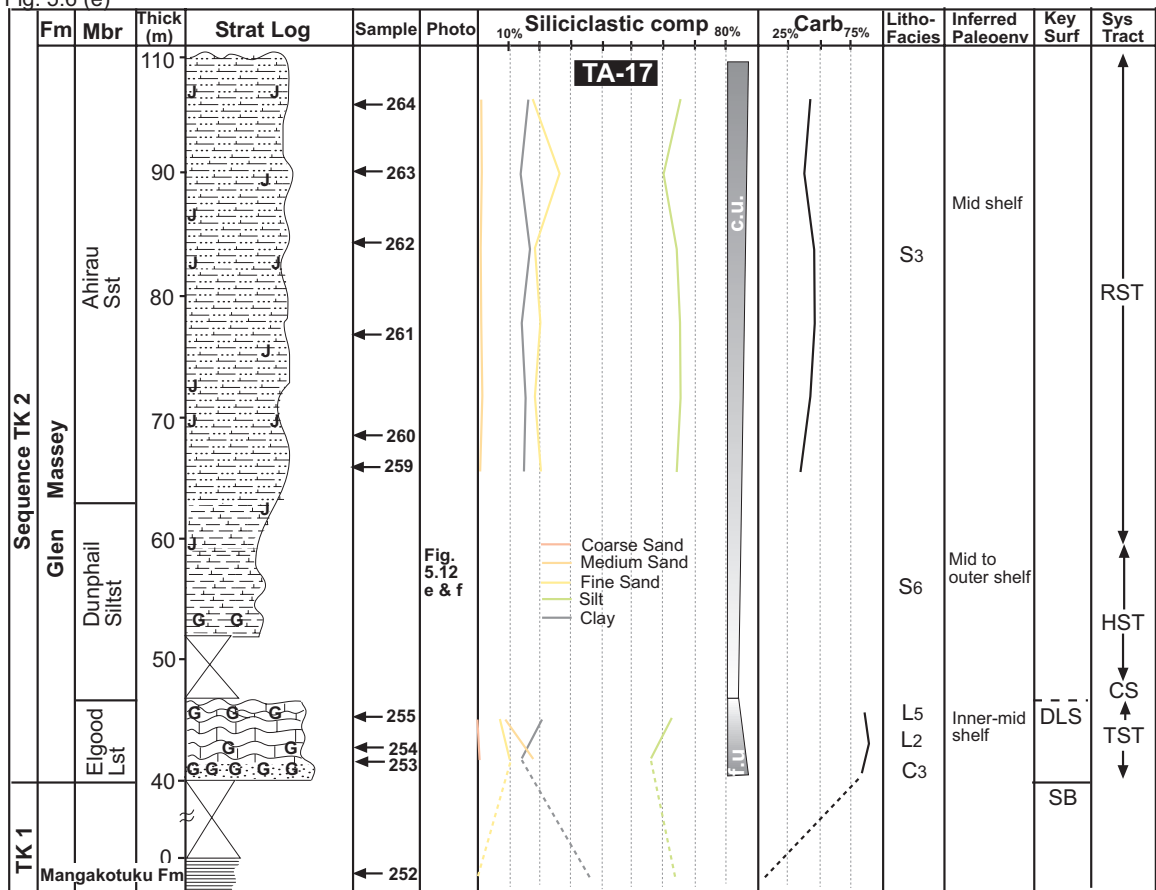 Fig. 5.6 (e)
Fm Mbr Thick (m) Strat Log Sample Photo 10% Siliciclastic comp 80% 25% Carb 75% Litho-Facies Inferred Paleoenv Key Surf Sys Tract
110
TA-17
J J
264
90
263
J
J
Mid shelf
c.u.
262
S3
J J
Ahirau Sst
80
RST
261
J
J
70
J J
260
259
Sequence TK 2
Glen Massey
J
60
J
Coarse Sand
Medium Sand
Fine Sand
Silt
Clay
Fig. 5.12 e & f
Mid to outer shelf
S6
Dunphail Siltst
G G
HST
50
CS
G G G
255
L5
Inner-mid shelf
DLS
TST
Elgood Lst
G G
254
L2
G G G G G
253
f.u
C3
40
SB
TK 1
0
Mangakotuku Fm
252